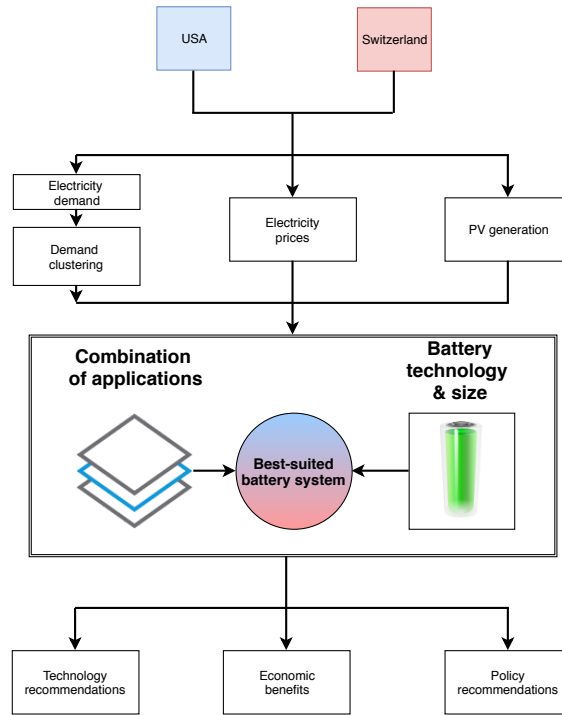 USA
Switzerland
Electricity
demand
Electricity
prices
PV generation
Demand
clustering
Combination
of applications
Battery
technology
& size
Best-suited
battery system
Technology
recommendations
Economic
benefits
Policy
recommendations